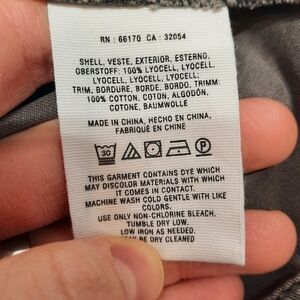 RN : 66170 CA : 32054
SHELL, VESTE, EXTERIOR, ESTERNO,
OBERSTOFF: 100% LYOCELL, LYOCELL,
LYOCELL, LYOCELL, LYOCELL;
TRIM, BORDURE, BORDE, BORDO, TRIMM:
100% COTTON, COTON, ALGODÓN,
COTONE, BAUMWOLLE
MADE IN CHINA, HECHO EN CHINA,
FABRIQUÉ EN CHINE
30 P
THIS GARMENT CONTAINS DYE WHICH
MAY DISCOLOR MATERIALS WITH WHICH
IT COMES IN CONTACT.
MACHINE WASH COLD GENTLE WITH LIKE
COLORS.
USE ONLY NON-CHLORINE BLEACH.
TUMBLE DRY LOW.
LOW IRON AS NEEDED.
BE DRY CLEANED